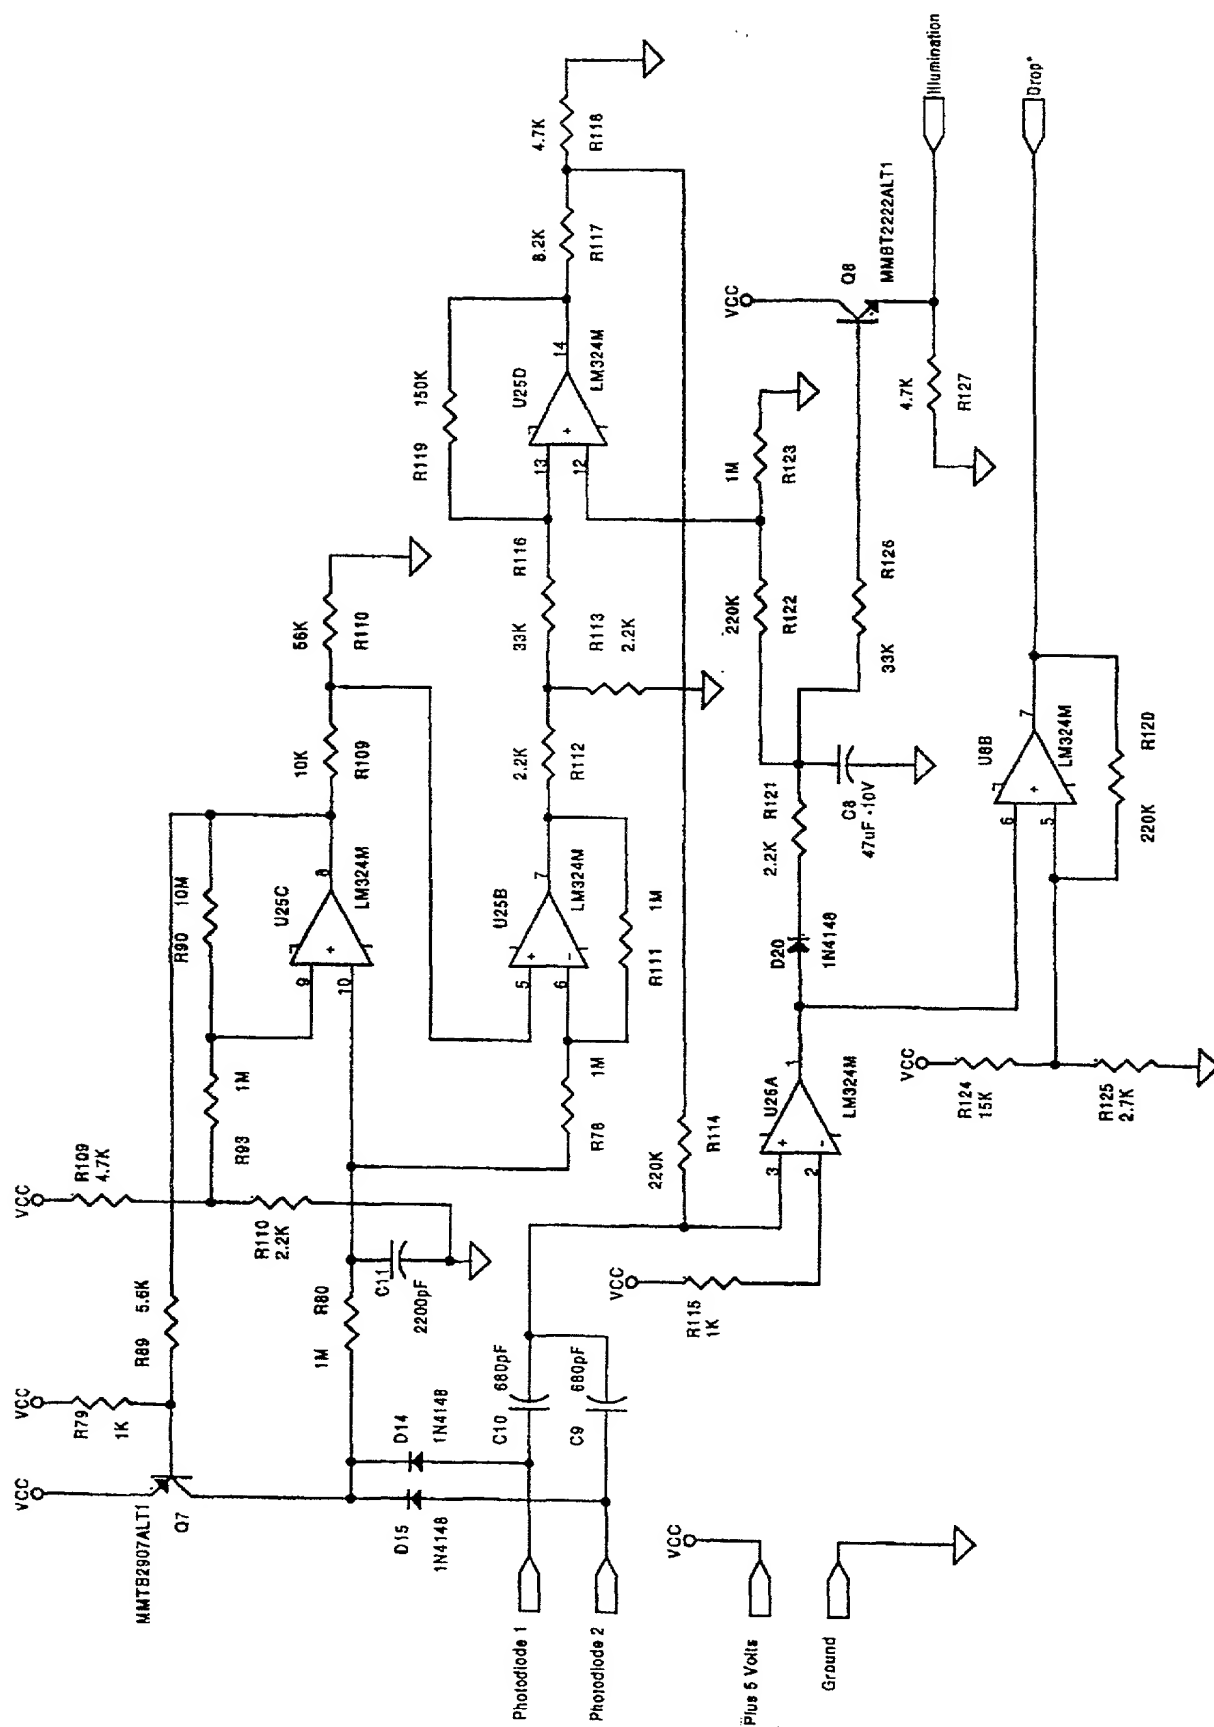 VCC
VCC
VCC
MMTB2907ALT1
Q7
R79
1K
R89
5.6K
R109
4.7K
R110
2.2K
R93
1M
R90
10M
U25C
9
10
8
LM324M
10K
R109
56K
R110
1M
R80
C11
2200pF
D14
1N4148
D15
1N4148
Photodiode 1
Photodiode 2
C10
680pF
C9
680pF
R78
1M
U25B
5
6
7
LM324M
R111
1M
2.2K
R112
R113
2.2K
33K
R116
R119
150K
U25D
13
12
14
LM324M
8.2K
R117
4.7K
R118
220K
R114
VCC
R115
1K
U26A
3
2
1
LM324M
D20
1N4148
2.2K
R121
C8
47uF - 10V
220K
R122
1M
R123
33K
R126
VCC
Q8
MMBT2222ALT1
4.7K
R127
Illumination
VCC
R124
15K
R125
2.7K
U8B
6
5
7
LM324M
220K
R120
Drop*
VCC
Plus 5 Volts
Ground